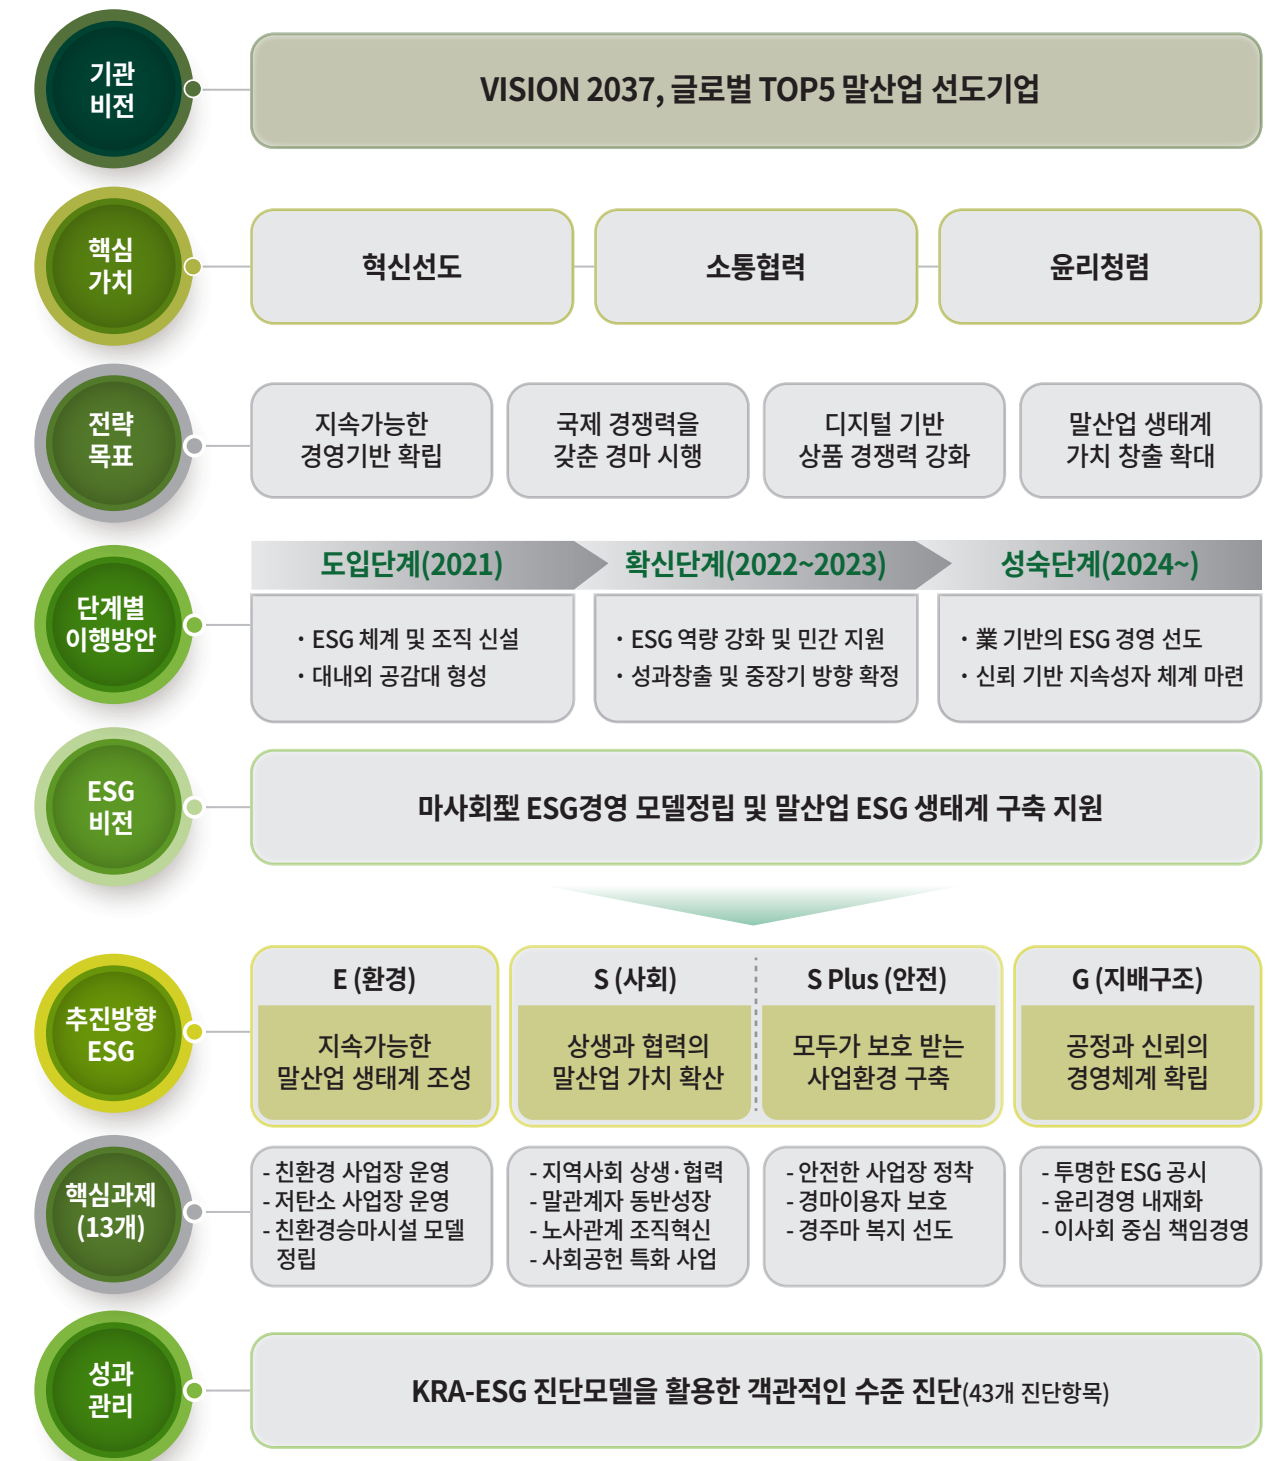 기관
비전
VISION 2037, 글로벌 TOP5 말산업 선도기업
핵심
가치
혁신선도
소통협력
윤리청렴
전략
목표
지속가능한
경영기반 확립
국제 경쟁력을
갖춘 경마 시행
디지털 기반
상품 경쟁력 강화
말산업 생태계
가치 창출 확대
단계별
이행방안
도입단계(2021)
· ESG 체계 및 조직 신설
· 대내외 공감대 형성
확신단계(2022~2023)
· ESG 역량 강화 및 민간 지원
· 성과창출 및 중장기 방향 확정
성숙단계(2024~)
· 業 기반의 ESG 경영 선도
· 신뢰 기반 지속성자 체계 마련
ESG
비전
마사회型 ESG경영 모델정립 및 말산업 ESG 생태계 구축 지원
추진방향
ESG
E (환경)
지속가능한
말산업 생태계 조성
S (사회)
상생과 협력의
말산업 가치 확산
S Plus (안전)
모두가 보호 받는
사업환경 구축
G (지배구조)
공정과 신뢰의
경영체계 확립
핵심과제
(13개)
- 친환경 사업장 운영
- 저탄소 사업장 운영
- 친환경승마시설 모델
정립
- 지역사회 상생·협력
- 말관계자 동반성장
- 노사관계 조직혁신
- 사회공헌 특화 사업
- 안전한 사업장 정착
- 경마이용자 보호
- 경주마 복지 선도
- 투명한 ESG 공시
- 윤리경영 내재화
- 이사회 중심 책임경영
성과
관리
KRA-ESG 진단모델을 활용한 객관적인 수준 진단(43개 진단항목)